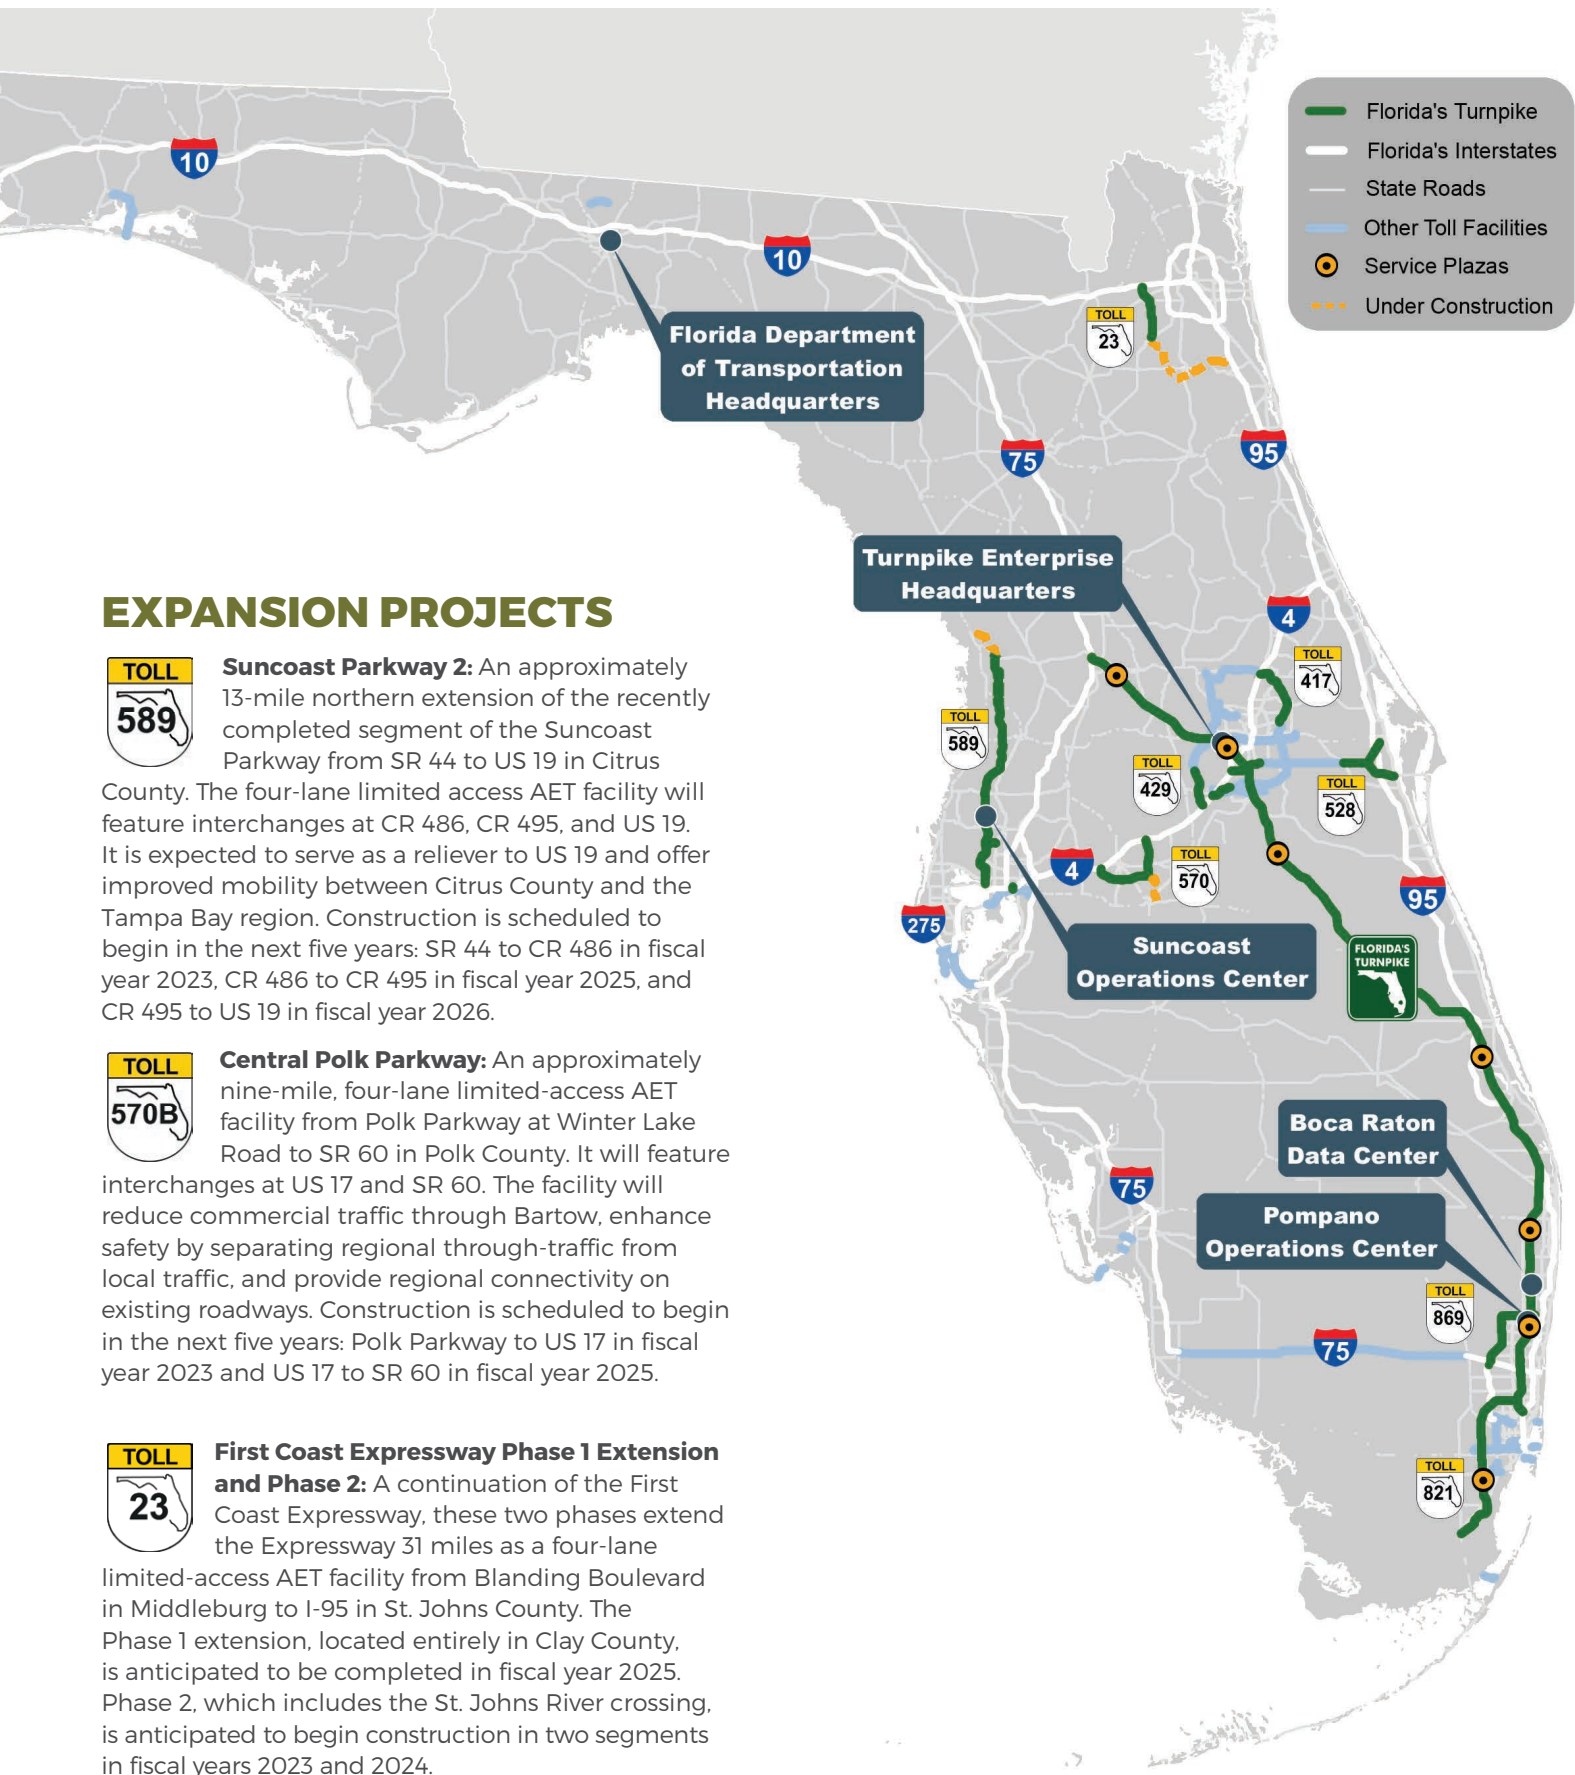 Florida's Turnpike
Florida's Interstates
State Roads
Other Toll Facilities
Service Plazas
Under Construction
10
10
Florida Department
of Transportation
Headquarters
TOLL
23
75
95
Turnpike Enterprise
Headquarters
4
TOLL
417
TOLL
589
TOLL
429
TOLL
528
4
TOLL
570
95
275
FLORIDA'S
TURNPIKE
Suncoast
Operations Center
Boca Raton
Data Center
75
Pompano
Operations Center
TOLL
869
75
TOLL
821
EXPANSION PROJECTS
TOLL
589
Suncoast Parkway 2: An approximately
13-mile northern extension of the recently
completed segment of the Suncoast
Parkway from SR 44 to US 19 in Citrus
County. The four-lane limited access AET facility will
feature interchanges at CR 486, CR 495, and US 19.
It is expected to serve as a reliever to US 19 and offer
improved mobility between Citrus County and the
Tampa Bay region. Construction is scheduled to
begin in the next five years: SR 44 to CR 486 in fiscal
year 2023, CR 486 to CR 495 in fiscal year 2025, and
CR 495 to US 19 in fiscal year 2026.
TOLL
570B
Central Polk Parkway: An approximately
nine-mile, four-lane limited-access AET
facility from Polk Parkway at Winter Lake
Road to SR 60 in Polk County. It will feature
interchanges at US 17 and SR 60. The facility will
reduce commercial traffic through Bartow, enhance
safety by separating regional through-traffic from
local traffic, and provide regional connectivity on
existing roadways. Construction is scheduled to begin
in the next five years: Polk Parkway to US 17 in fiscal
year 2023 and US 17 to SR 60 in fiscal year 2025.
TOLL
23
First Coast Expressway Phase 1 Extension
and Phase 2: A continuation of the First
Coast Expressway, these two phases extend
the Expressway 31 miles as a four-lane
limited-access AET facility from Blanding Boulevard
in Middleburg to I-95 in St. Johns County. The
Phase 1 extension, located entirely in Clay County,
is anticipated to be completed in fiscal year 2025.
Phase 2, which includes the St. Johns River crossing,
is anticipated to begin construction in two segments
in fiscal years 2023 and 2024.